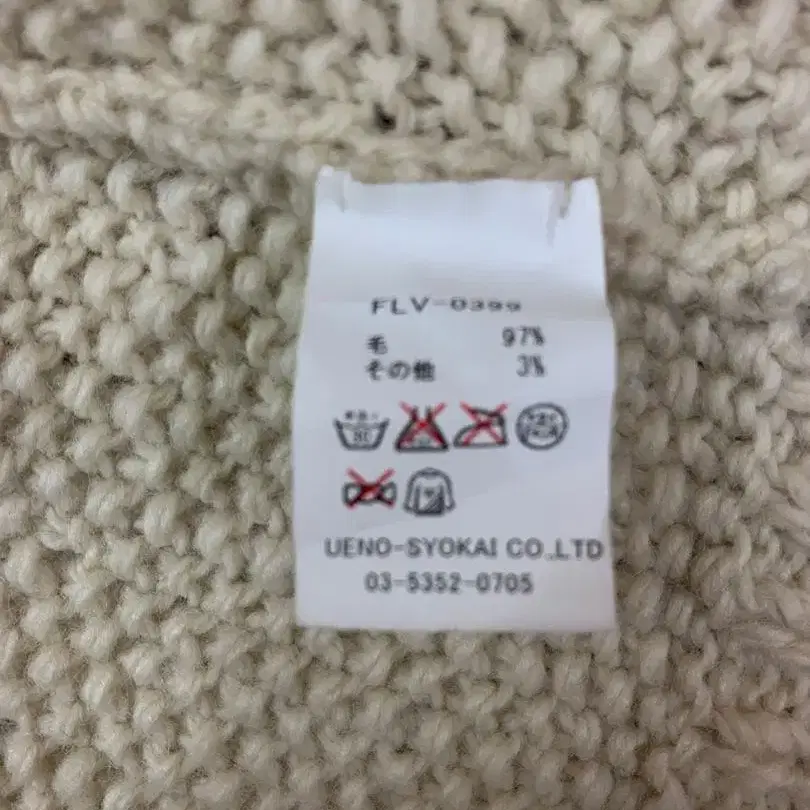 FLV-0399
毛 97%
その他 3%
UENO-SYOKAI CO.,LTD
03-5352-0705